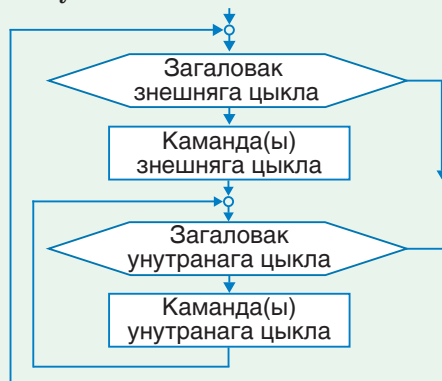 Загаловак
знешняга цыкла
Каманда(ы)
знешняга цыкла
Загаловак
унутранага цыкла
Каманда(ы)
унутранага цыкла